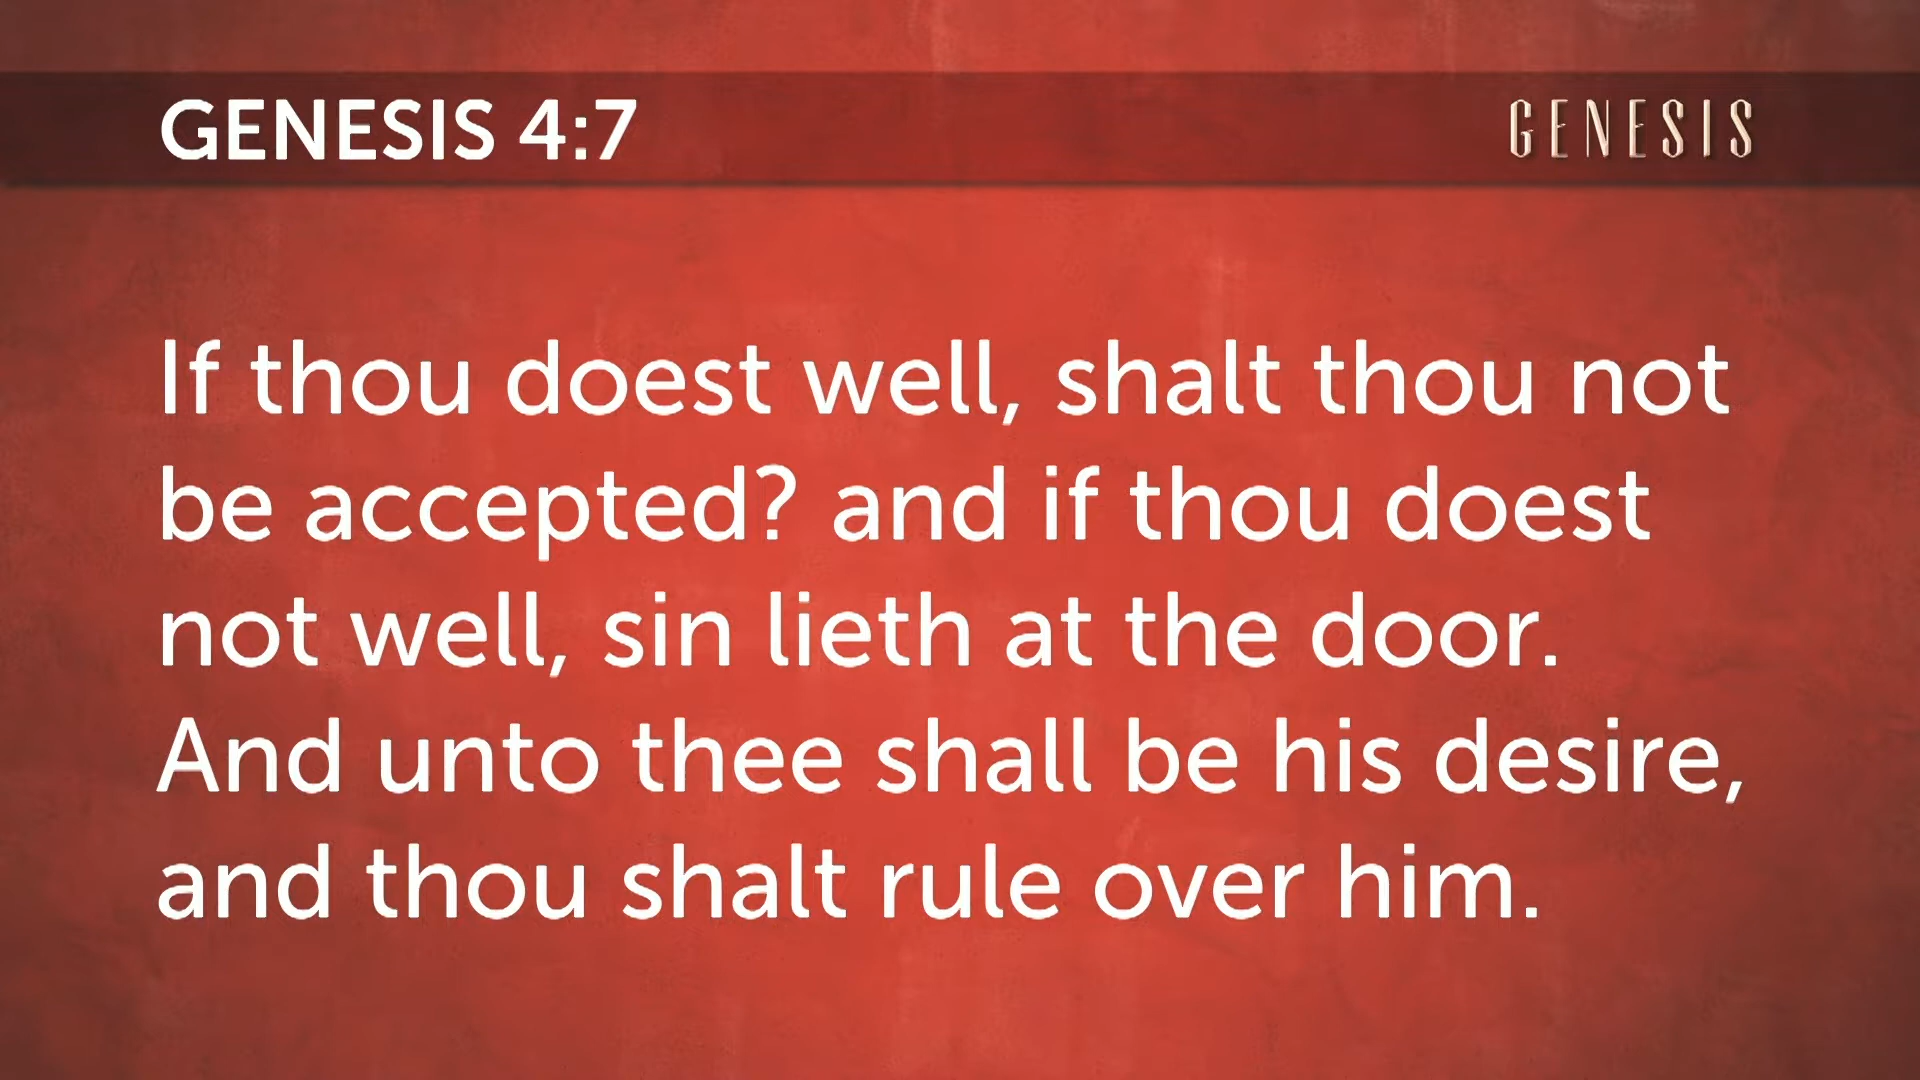 GENESIS 4:7
GENESIS
If thou doest well, shalt thou not
be accepted? and if thou doest
not well, sin lieth at the door.
And unto thee shall be his desire,
and thou shalt rule over him.